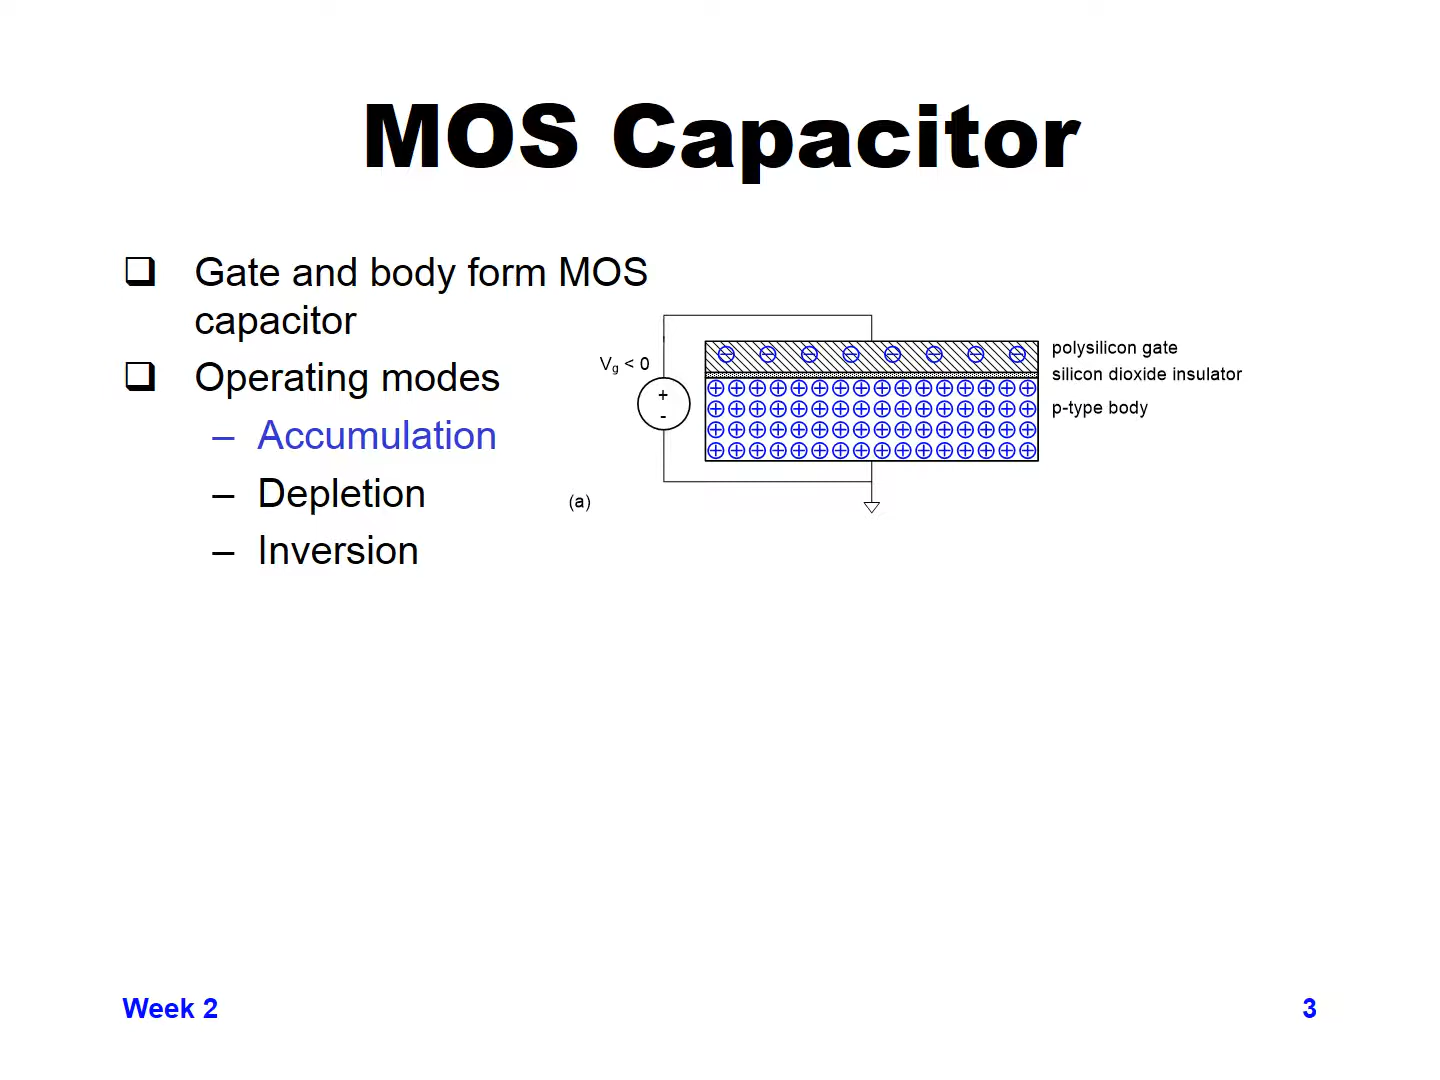 MOS Capacitor
❑ Gate and body form MOS
capacitor
❑ Operating modes
– Accumulation
– Depletion
– Inversion
Vg < 0
+
-
(a)
polysilicon gate
silicon dioxide insulator
p-type body
Week 2
3